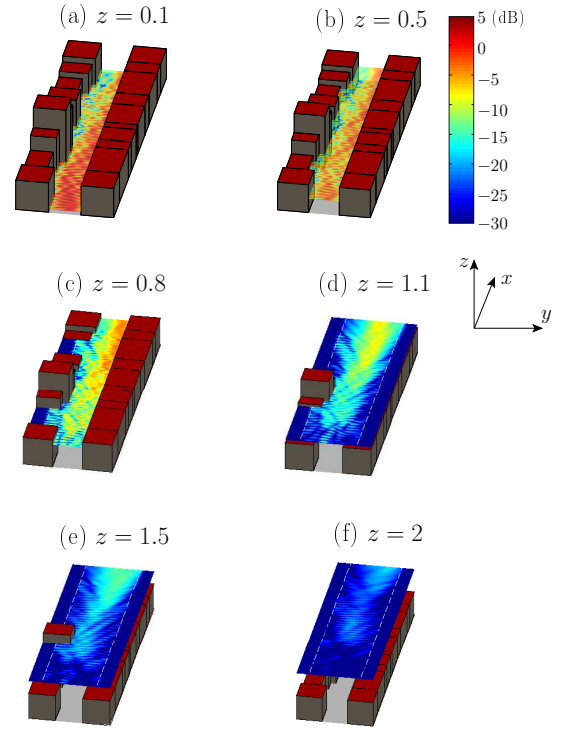 (a) z = 0.1
(b) z = 0.5
5 (dB)
0
−5
−10
−15
−20
−25
−30
(c) z = 0.8
(d) z = 1.1
z
x
y
(e) z = 1.5
(f) z = 2